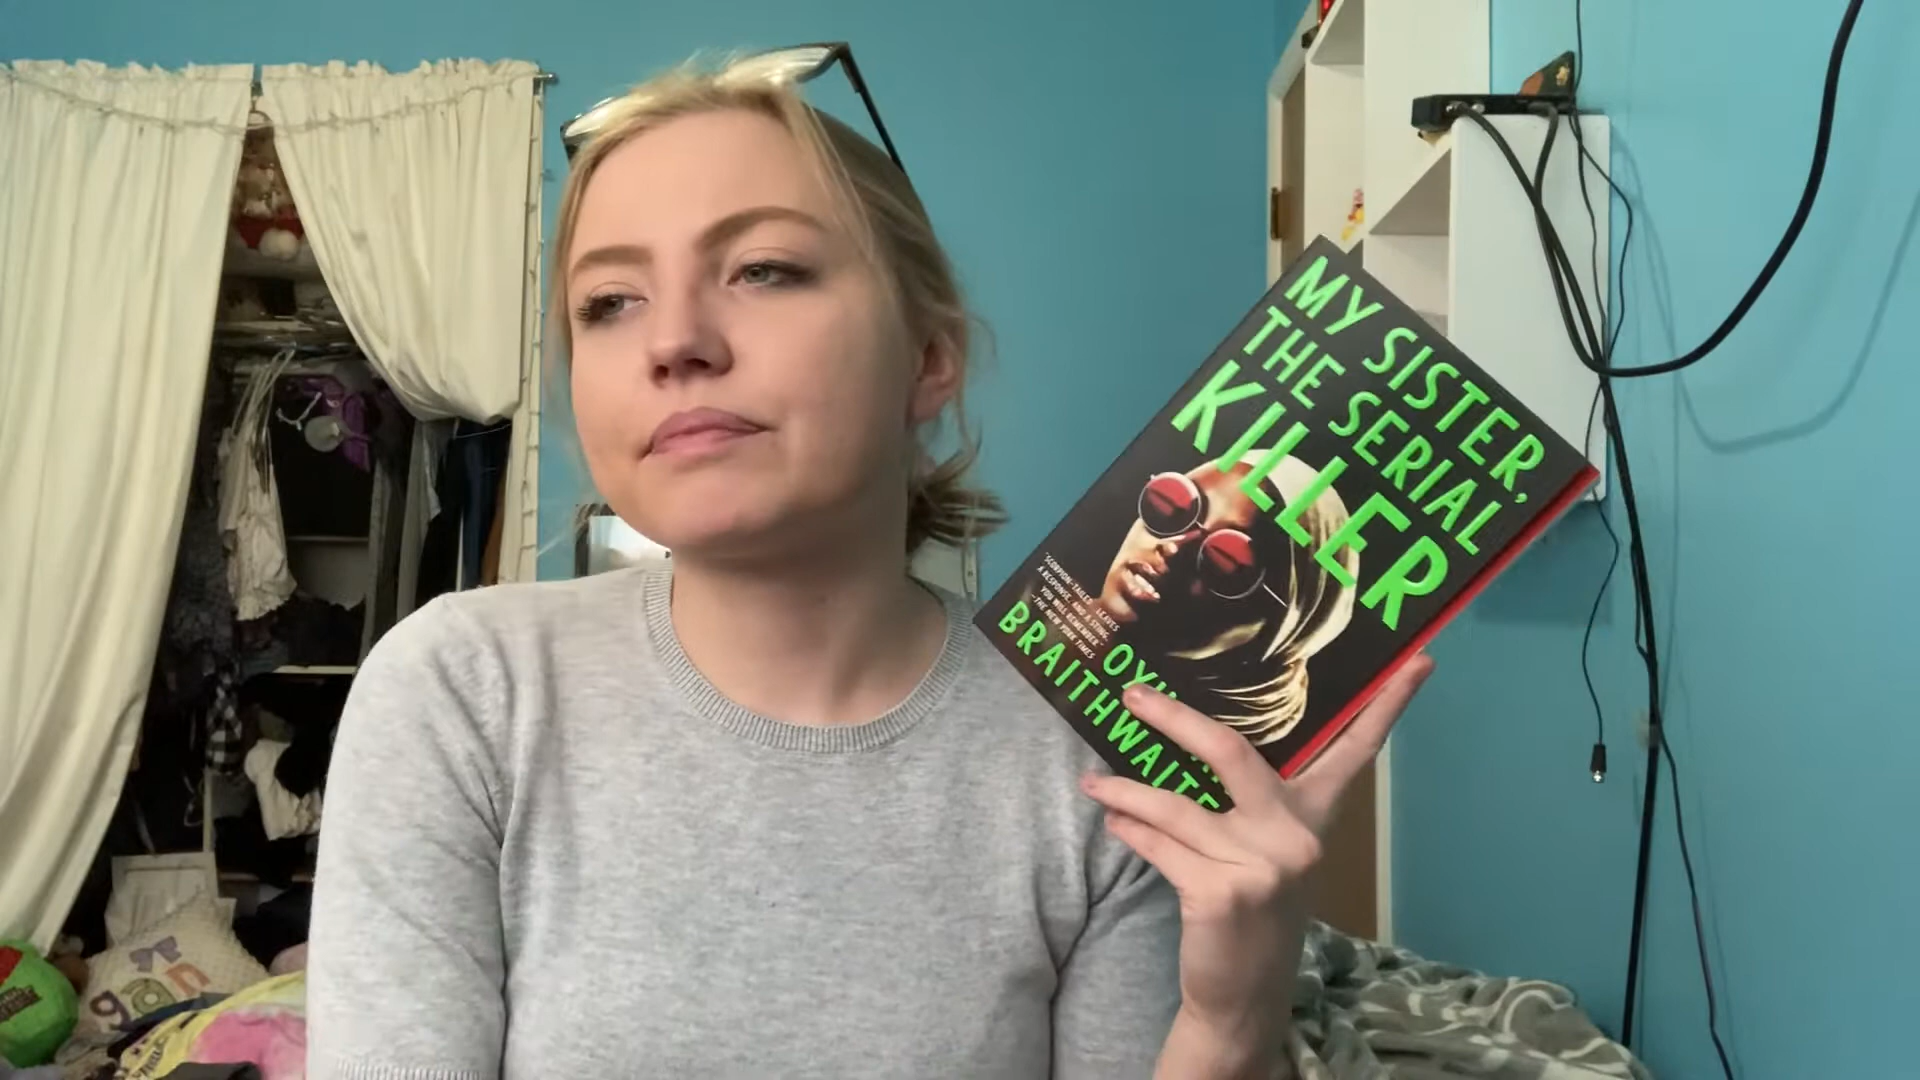 MY SISTER,
THE SERIAL
KILLER
"SCORPION-TAILED LEAVES
A RESPONSE, AND A STING,
YOU WILL REMEMBER."
—THE NEW YORK TIMES
BRAITHWAITE
gan